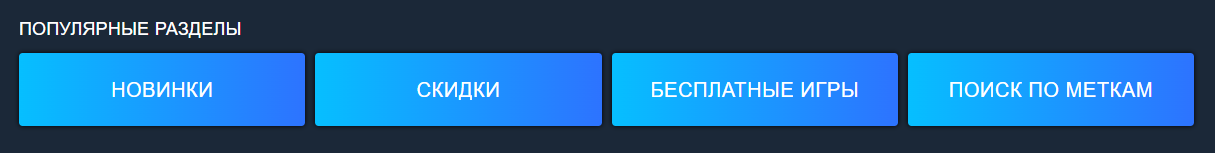 ПОПУЛЯРНЫЕ РАЗДЕЛЫ
НОВИНКИ
СКИДКИ
БЕСПЛАТНЫЕ ИГРЫ
ПОИСК ПО МЕТКАМ